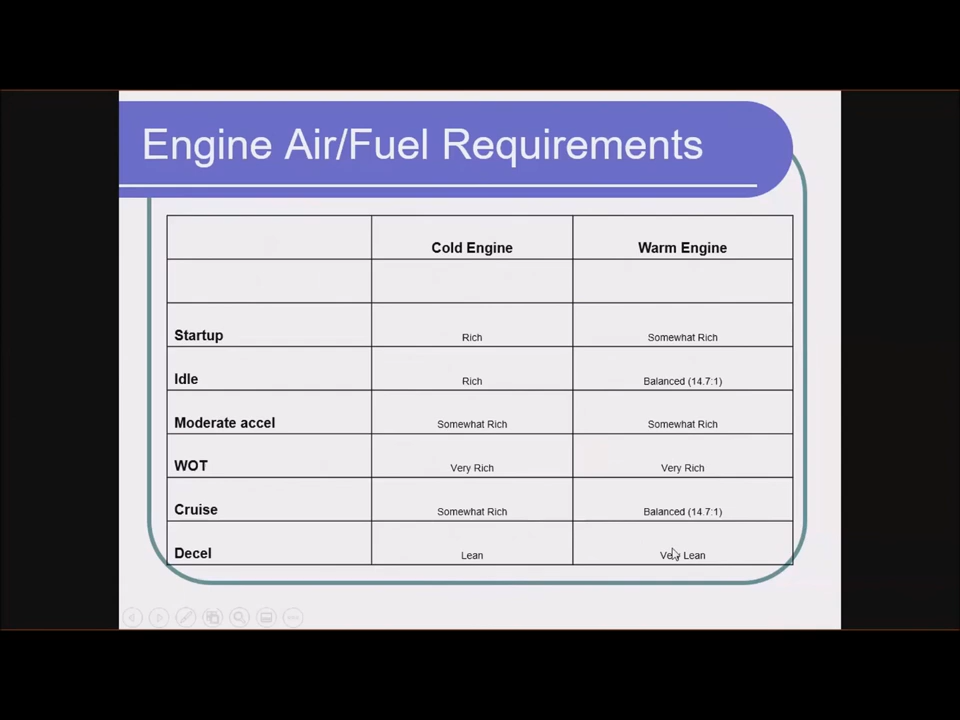 Engine Air/Fuel Requirements
Cold Engine Warm Engine
Startup Rich Somewhat Rich
Idle Rich Balanced (14.7:1)
Moderate accel Somewhat Rich Somewhat Rich
WOT Very Rich Very Rich
Cruise Somewhat Rich Balanced (14.7:1)
Decel Lean Very Lean